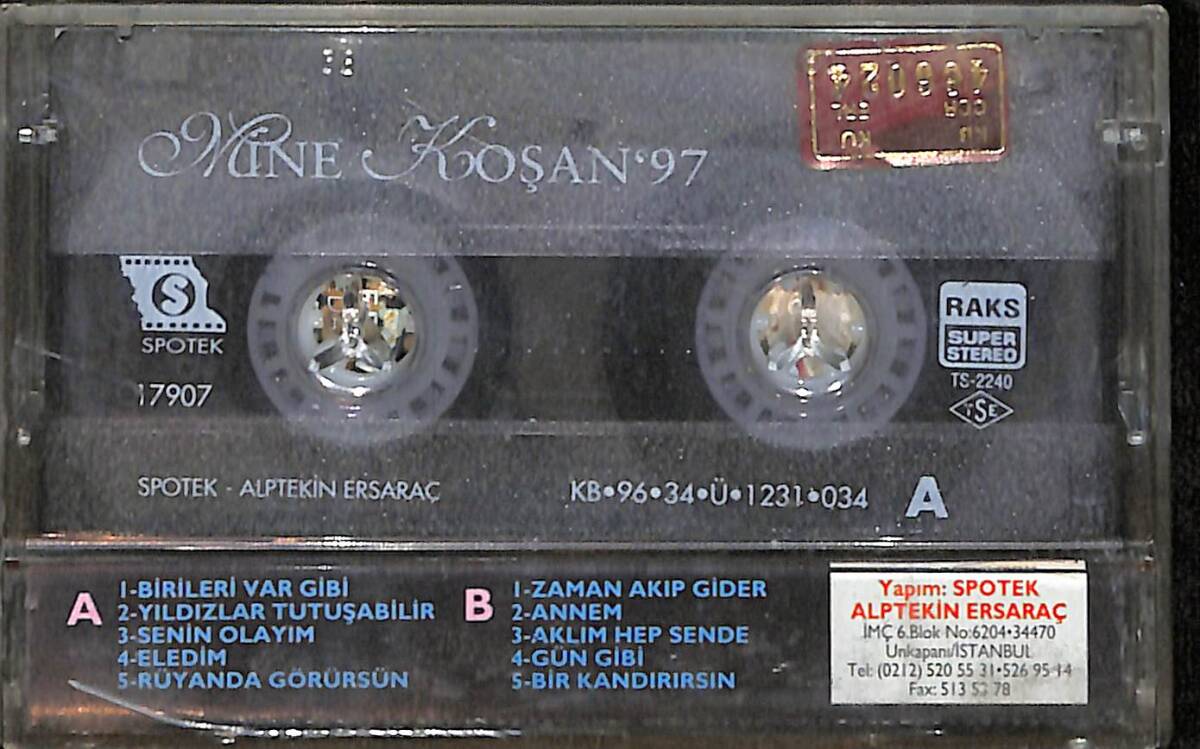 MİNE KOŞAN'97
S
SPOTEK
17907
RAKS
SUPER
STEREO
TS-2240
TSE
SPOTEK - ALPTEKİN ERSARAÇ
KB•96•34•Ü•1231•034
A
A
1-BİRİLERİ VAR GİBİ
2-YILDIZLAR TUTUŞABİLİR
3-SENİN OLAYIM
4-ELEDİM
5-RÜYANDA GÖRÜRSÜN
B
1-ZAMAN AKIP GİDER
2-ANNEM
3-AKLIM HEP SENDE
4-GÜN GİBİ
5-BİR KANDIRIRSIN
Yapım: SPOTEK
ALPTEKİN ERSARAÇ
İMÇ 6.Blok No:6204•34470
Unkapanı/İSTANBUL
Tel: (0212) 520 55 31•526 95 14
Fax: 513 53 78